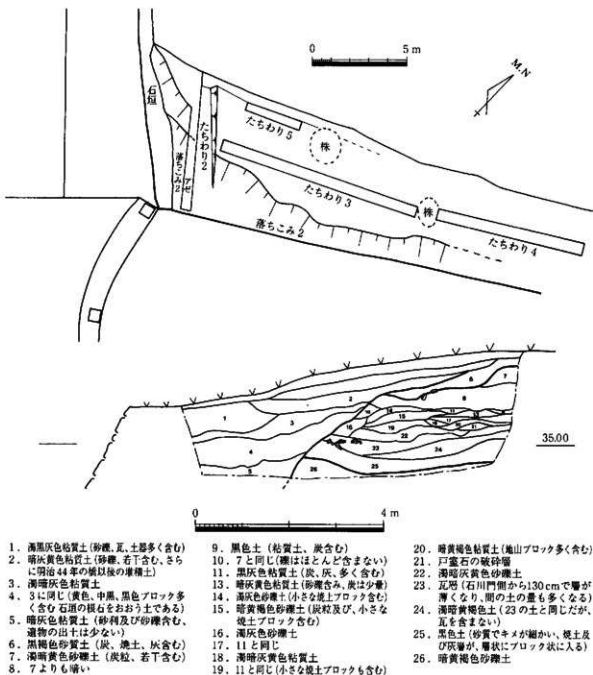 0 5 m
M.N
石垣
たちわり2
たちわり5
株
アゼ
落ちこみ2
たちわり3
株
落ちこみ2
たちわり4
1
2
3
4
5
6
7
8
35.00
0 4 m
1. 濁黒灰色粘質土(砂礫、瓦、土器多く含む)
2. 暗灰黄色粘質土(砂礫、若干含む、さらに明治44年の橋以後の堆積土)
3. 濁暗灰色粘質土
4. 3に同じ(黄色、中黒、黒色ブロック多く含む石垣の根石をおおう土である)
5. 暗灰色粘質土(砂利及び砂礫含む、遺物の出土は少ない)
6. 黒褐色砂質土(炭、焼土、灰含む)
7. 濁暗黄色砂礫土(炭粒、若干含む)
8. 7よりも暗い
9. 黒色土(粘質土、炭含む)
10. 7と同じ(礫はほとんど含まない)
11. 黒灰色粘質土(炭、灰、多く含む)
13. 暗灰黄色粘質土(砂礫含み、炭は少量)
14. 濁灰色砂礫土(小さな焼土ブロック含む)
15. 暗黄褐色砂礫土(炭粒及び、小さな焼土ブロック含む)
16. 濁灰色砂礫土
17. 11と同じ
18. 濁暗灰黄色粘質土
19. 11と同じ(小さな焼土ブロックも含む)
20. 暗黄褐色粘質土(地山ブロック多く含む)
21. 戸室石の破砕層
22. 濁暗灰黄色砂礫土
23. 瓦層(石川門側から130cmで層が薄くなり、間の土の量も多くなる)
24. 濁暗黄褐色土(23の土と同じだが、瓦を含まない)
25. 黒色土(砂質でキメが細かい、焼土及び灰層が、層状にブロック状に入る)
26. 暗黄褐色砂礫土